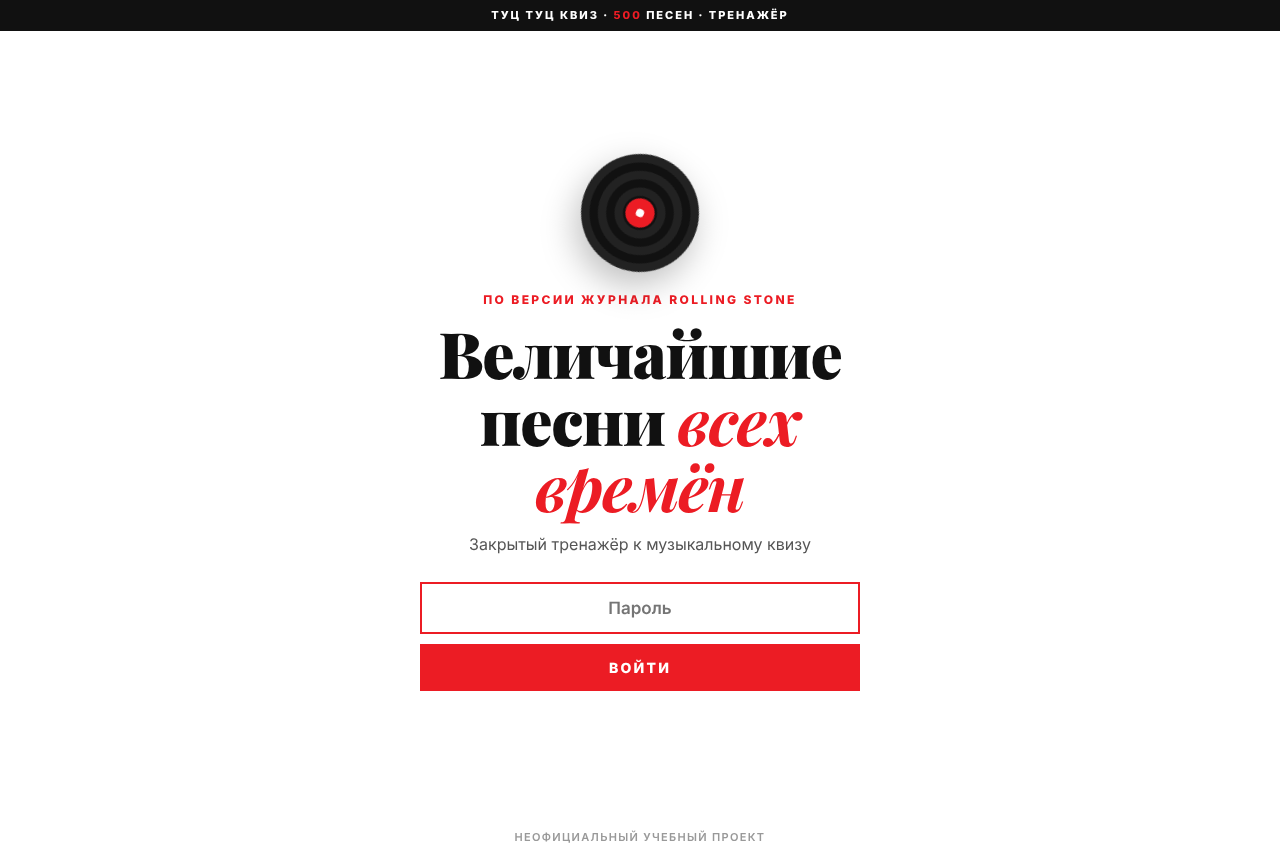 ТУЦ ТУЦ КВИЗ · 500 ПЕСЕН · ТРЕНАЖЁР
ПО ВЕРСИИ ЖУРНАЛА ROLLING STONE
Величайшие
песни всех
времён
Закрытый тренажёр к музыкальному квизу
Пароль
ВОЙТИ
НЕОФИЦИАЛЬНЫЙ УЧЕБНЫЙ ПРОЕКТ